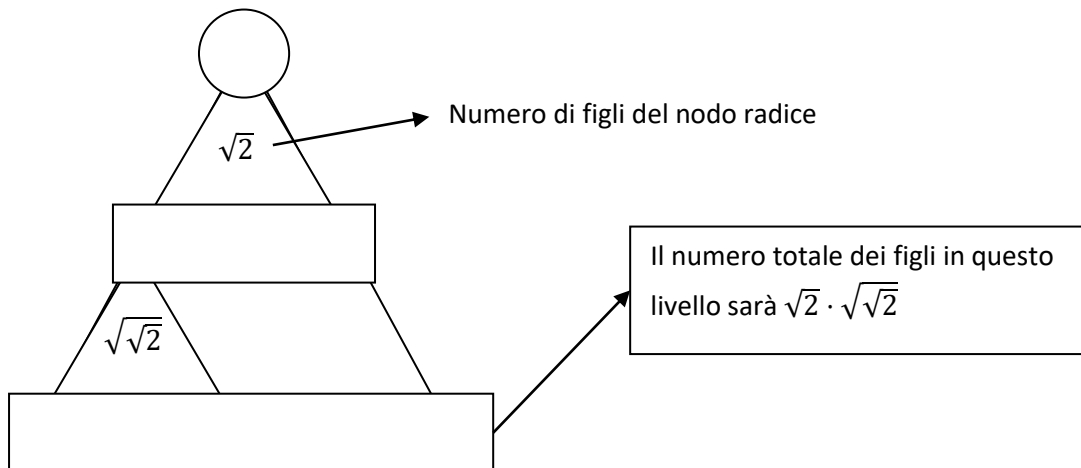 Numero di figli del nodo radice
√2
Il numero totale dei figli in questo
livello sarà √2 · √√2
√√2